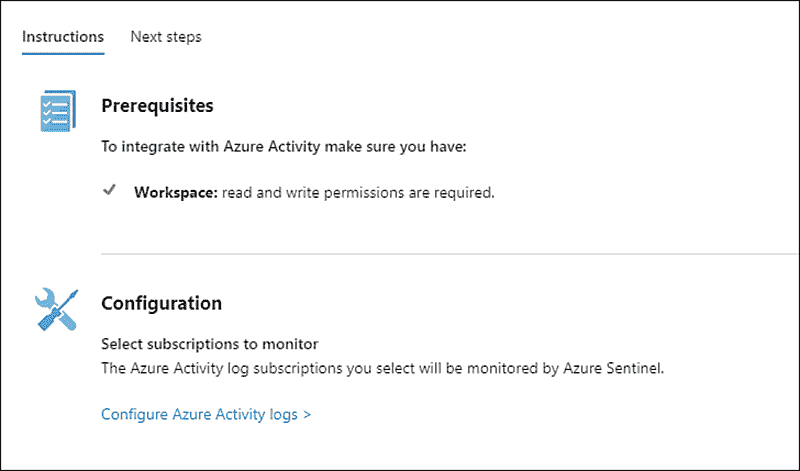 Instructions Next steps
Prerequisites
To integrate with Azure Activity make sure you have:
Workspace: read and write permissions are required.
Configuration
Select subscriptions to monitor
The Azure Activity log subscriptions you select will be monitored by Azure Sentinel.
Configure Azure Activity logs >